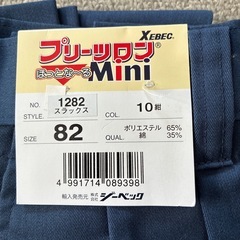 XEBEC
プリーツロン
ほっとな〜る Mini
NO. 1282
STYLE. スラックス
COL. 10 紺
SIZE. 82
ポリエステル 65%
綿 35%
4 991714 089398
輸入発売元 株式会社 ジーベック